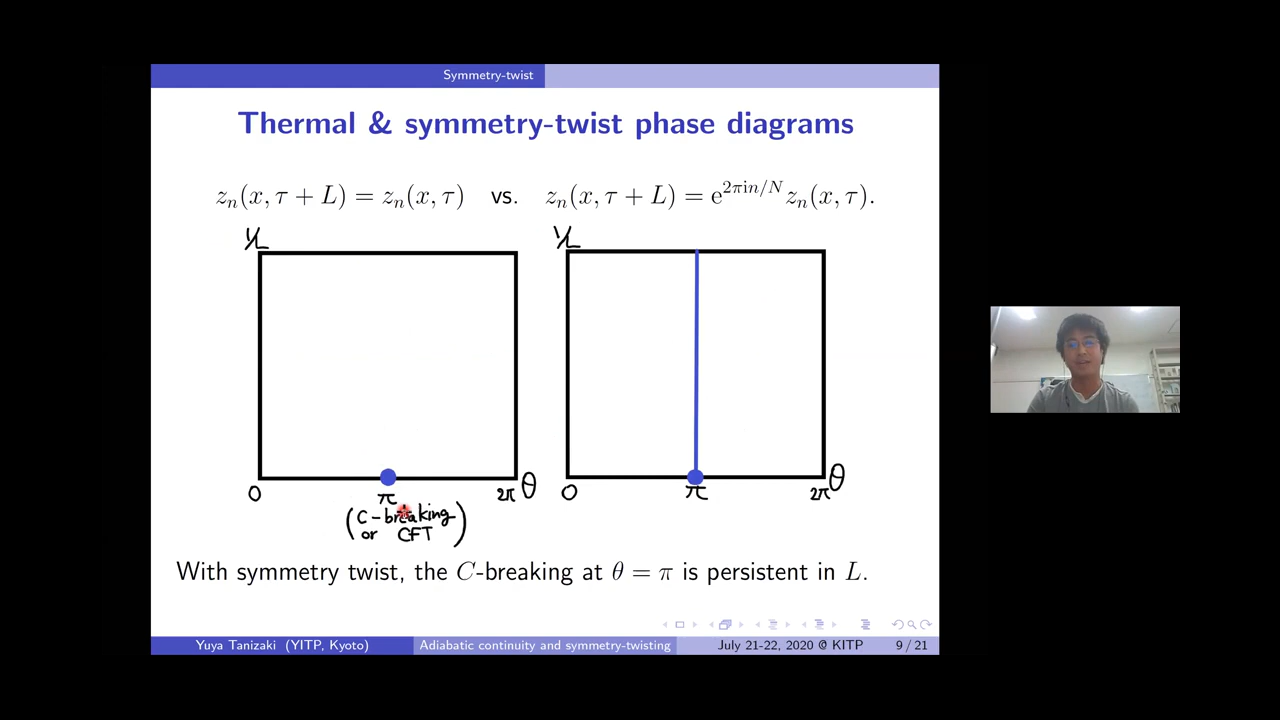 Symmetry-twist
Thermal & symmetry-twist phase diagrams
zₙ(x, τ + L) = zₙ(x, τ) vs. zₙ(x, τ + L) = e^{2πin/N} zₙ(x, τ).
1/L
0
π
2π θ
(C-breaking
or CFT)
1/L
0
π
2π θ
With symmetry twist, the C-breaking at θ = π is persistent in L.
Yuya Tanizaki (YITP, Kyoto) Adiabatic continuity and symmetry-twisting July 21-22, 2020 @ KITP 9 / 21